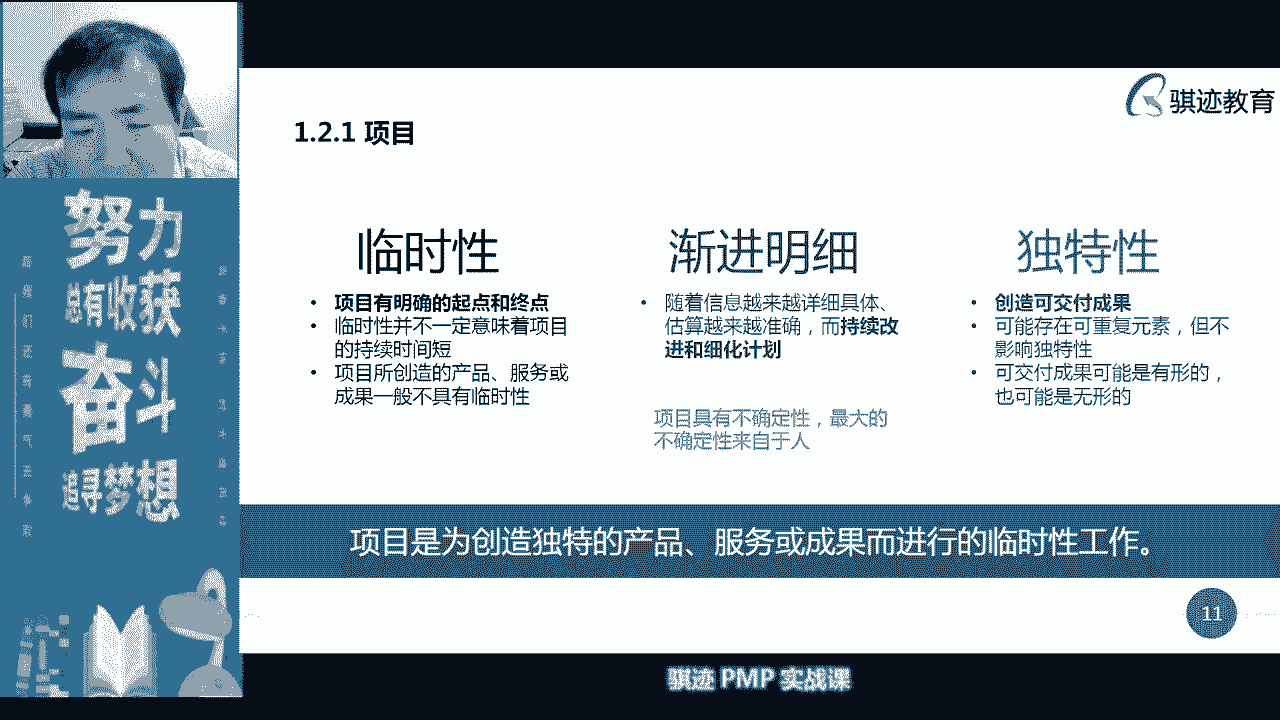 骐迹教育
1.2.1 项目
临时性
• 项目有明确的起点和终点
• 临时性并不一定意味着项目
的持续时间短
• 项目所创造的产品、服务或
成果一般不具有临时性
渐进明细
• 随着信息越来越详细具体、
估算越来越准确，而持续改
进和细化计划
项目具有不确定性，最大的
不确定性来自于人
独特性
• 创造可交付成果
• 可能存在可重复元素，但不
影响独特性
• 可交付成果可能是有形的，
也可能是无形的
项目是为创造独特的产品、服务或成果而进行的临时性工作。
11
努力
总有收获
奋斗
追寻梦想
骐迹 PMP 实战课